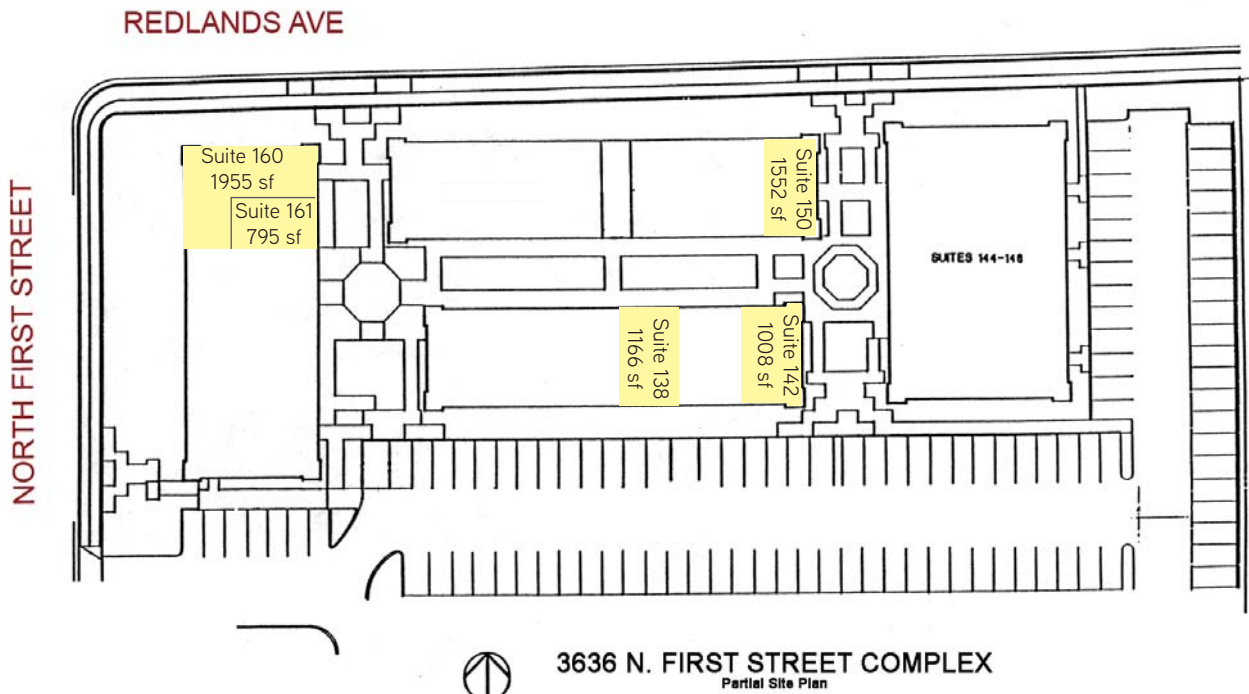 REDLANDS AVE
NORTH FIRST STREET
Suite 160
1955 sf
Suite 161
795 sf
Suite 150
1552 sf
SUITES 144-146
Suite 138
1166 sf
Suite 142
1008 sf
3636 N. FIRST STREET COMPLEX
Partial Site Plan